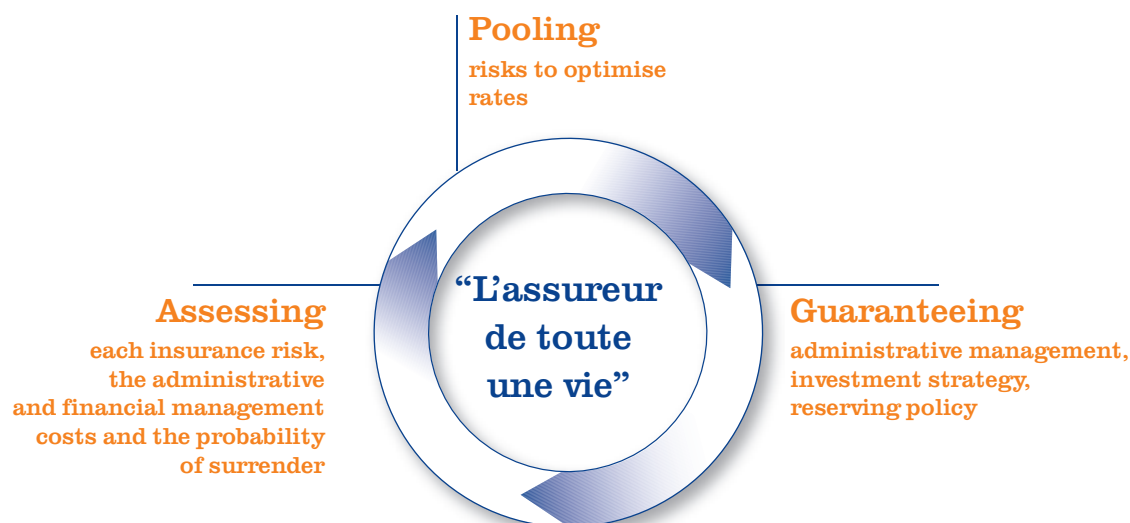 Pooling
risks to optimise
rates
“L’assureur
de toute
une vie”
Assessing
each insurance risk,
the administrative
and financial management
costs and the probability
of surrender
Guaranteeing
administrative management,
investment strategy,
reserving policy